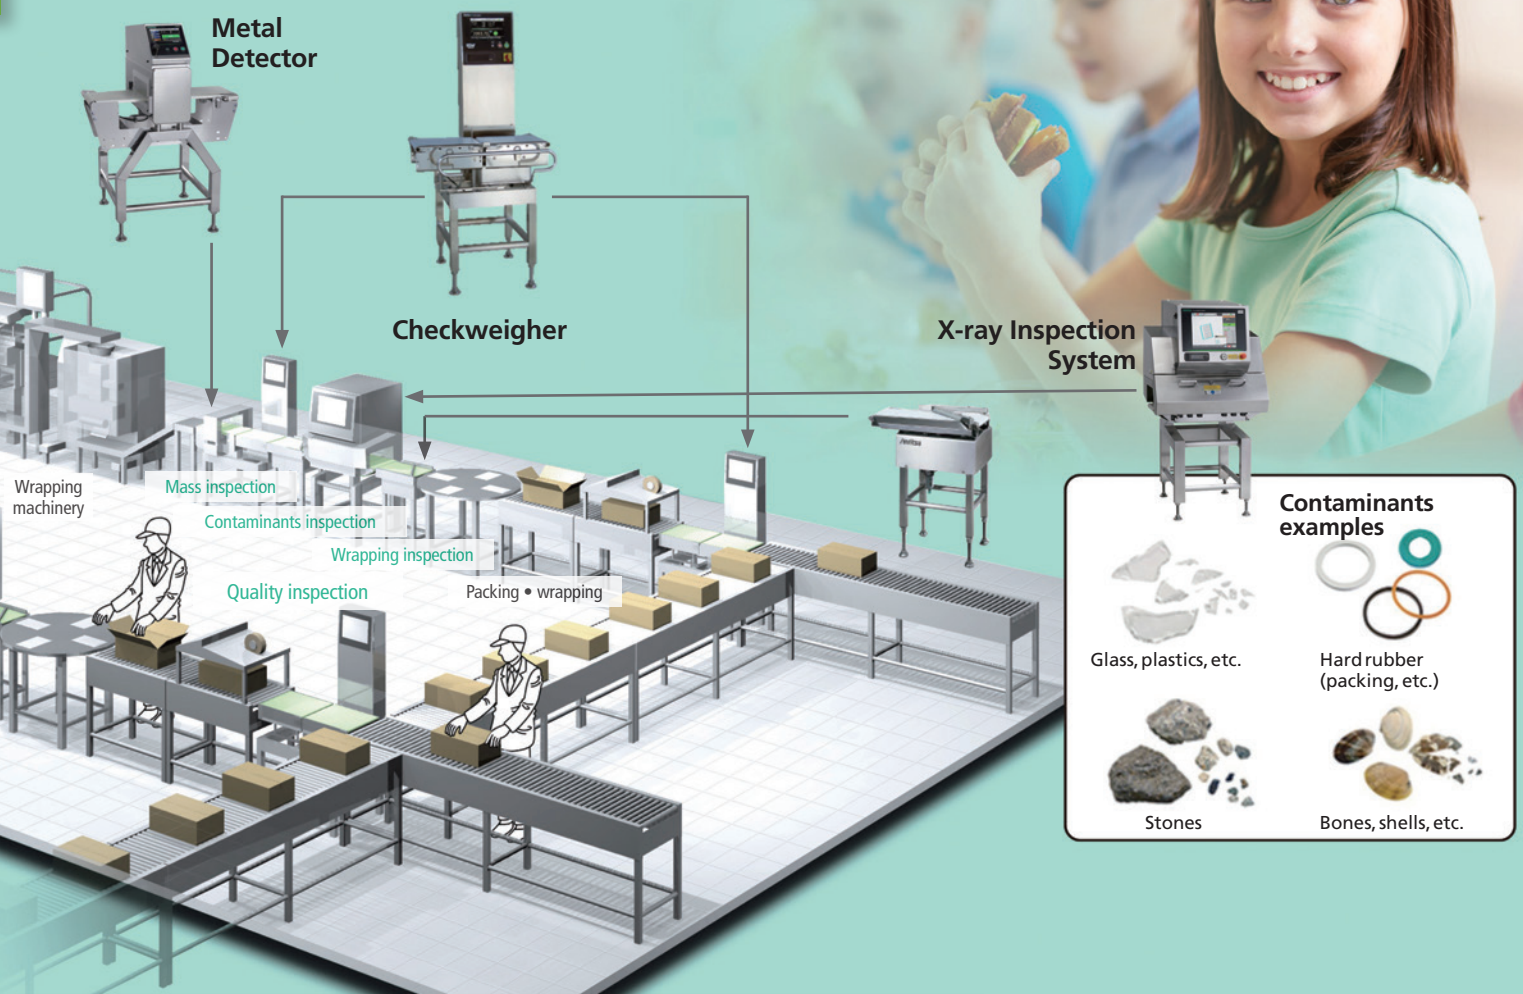 Metal
Detector
Checkweigher
X-ray Inspection
System
Wrapping
machinery
Mass inspection
Contaminants inspection
Wrapping inspection
Quality inspection
Packing • wrapping
Contaminants
examples
Glass, plastics, etc.
Hard rubber
(packing, etc.)
Stones
Bones, shells, etc.